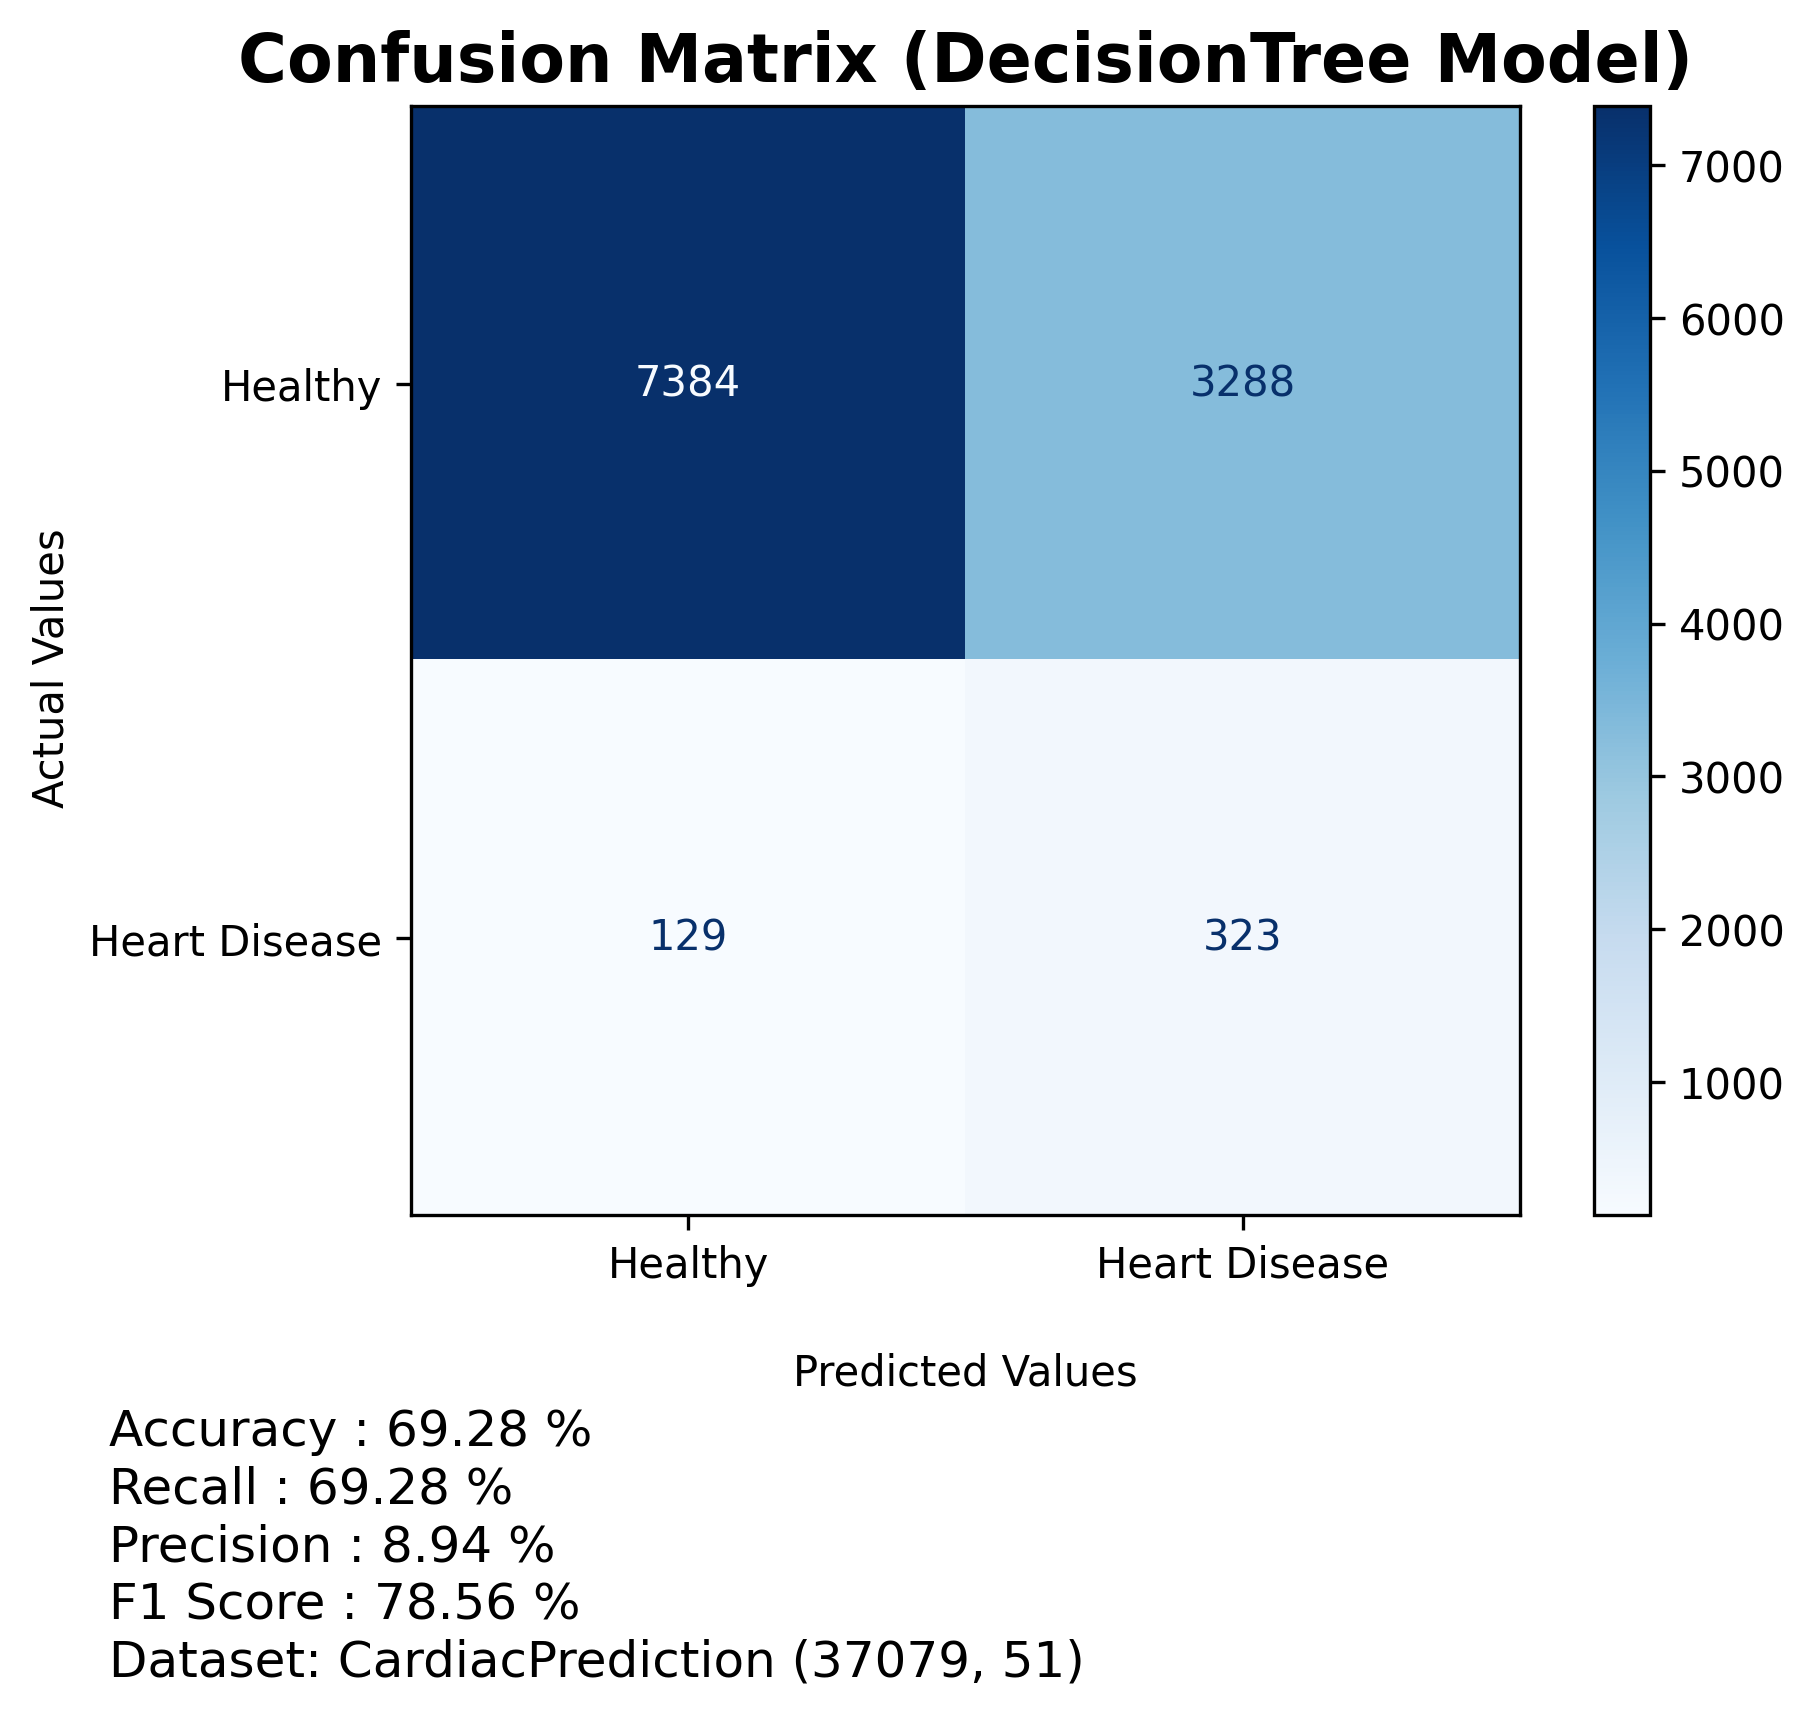 Confusion Matrix (DecisionTree Model)
7000
6000
5000
4000
3000
2000
1000
Actual Values
Healthy
7384
3288
Heart Disease
129
323
Healthy
Heart Disease
Predicted Values
Accuracy : 69.28 %
Recall : 69.28 %
Precision : 8.94 %
F1 Score : 78.56 %
Dataset: CardiacPrediction (37079, 51)